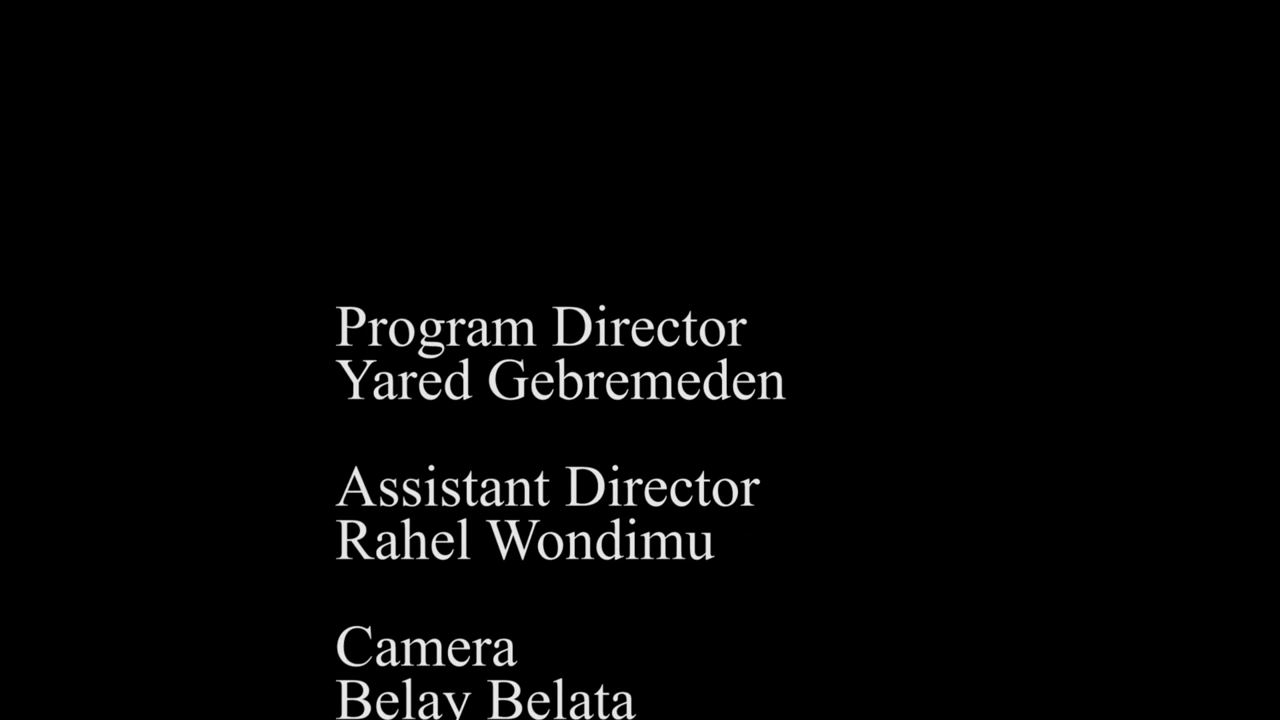 Program Director
Yared Gebremeden
Assistant Director
Rahel Wondimu
Camera
Belay Belata